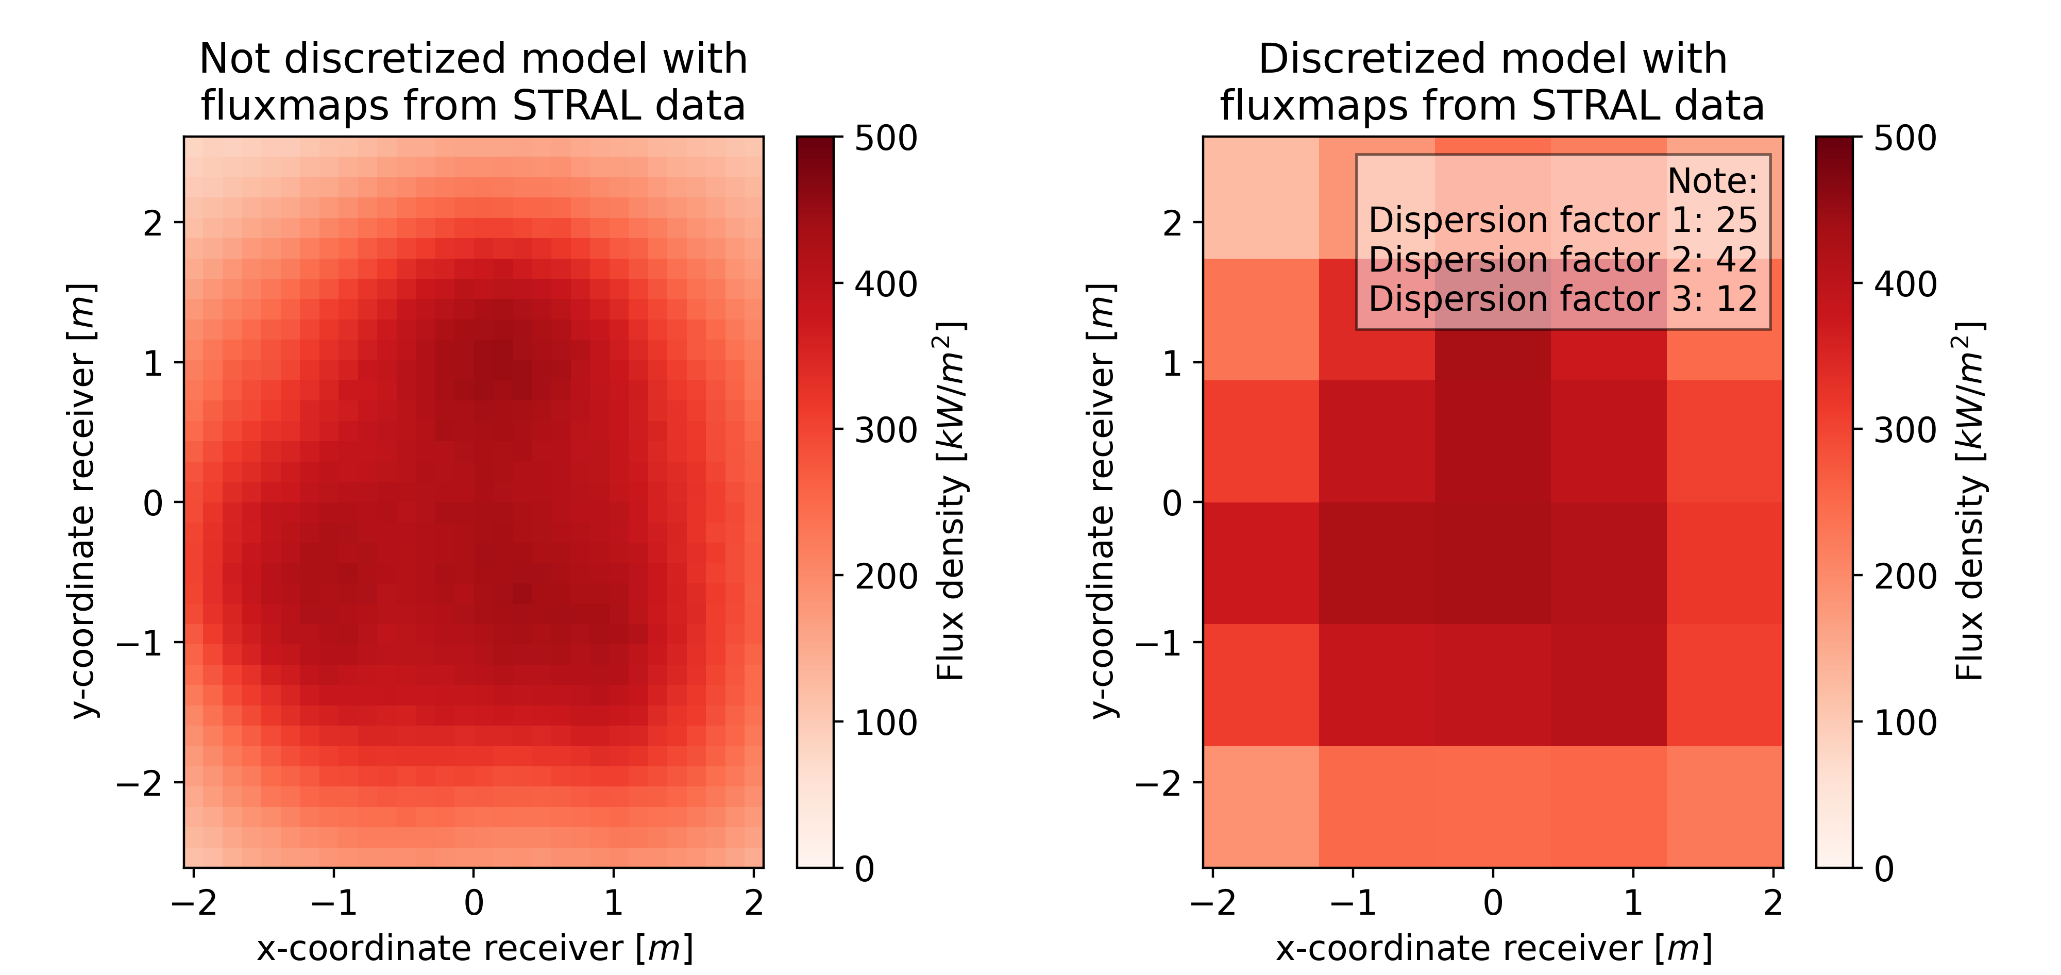 Not discretized model with
fluxmaps from STRAL data
2
1
0
−1
−2
−2 −1 0 1 2
y-coordinate receiver [m]
x-coordinate receiver [m]
500
400
300
200
100
0
Flux density [kW/m²]
Discretized model with
fluxmaps from STRAL data
Note:
Dispersion factor 1: 25
Dispersion factor 2: 42
Dispersion factor 3: 12
2
1
0
−1
−2
−2 −1 0 1 2
y-coordinate receiver [m]
x-coordinate receiver [m]
500
400
300
200
100
0
Flux density [kW/m²]